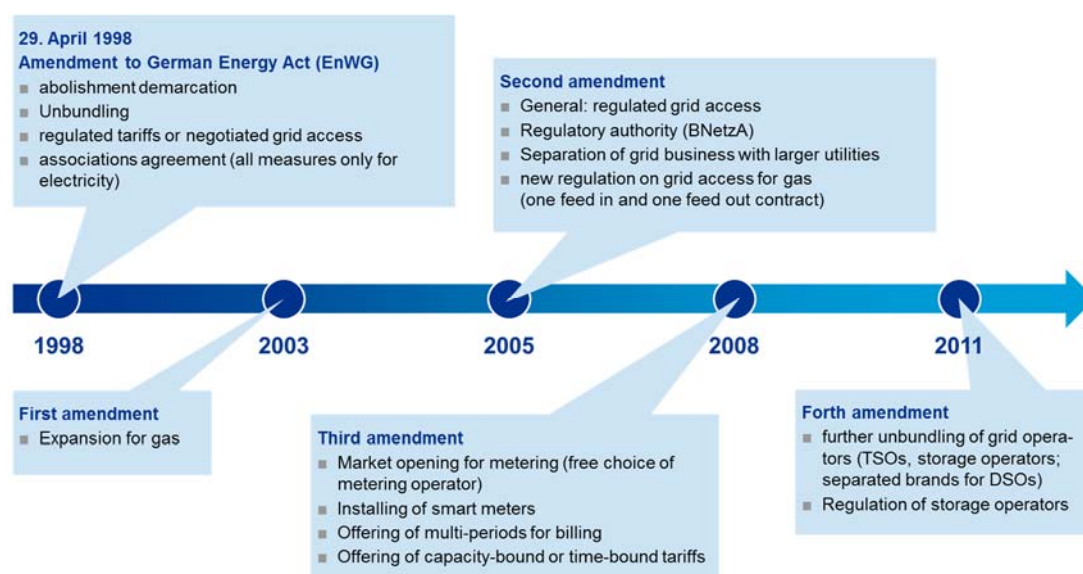 29. April 1998
Amendment to German Energy Act (EnWG)
abolishment demarcation
Unbundling
regulated tariffs or negotiated grid access
associations agreement (all measures only for
electricity)
Second amendment
General: regulated grid access
Regulatory authority (BNetzA)
Separation of grid business with larger utilities
new regulation on grid access for gas
(one feed in and one feed out contract)
1998
2003
2005
2008
2011
First amendment
Expansion for gas
Third amendment
Market opening for metering (free choice of
metering operator)
Installing of smart meters
Offering of multi-periods for billing
Offering of capacity-bound or time-bound tariffs
Forth amendment
further unbundling of grid opera-
tors (TSOs, storage operators;
separated brands for DSOs)
Regulation of storage operators